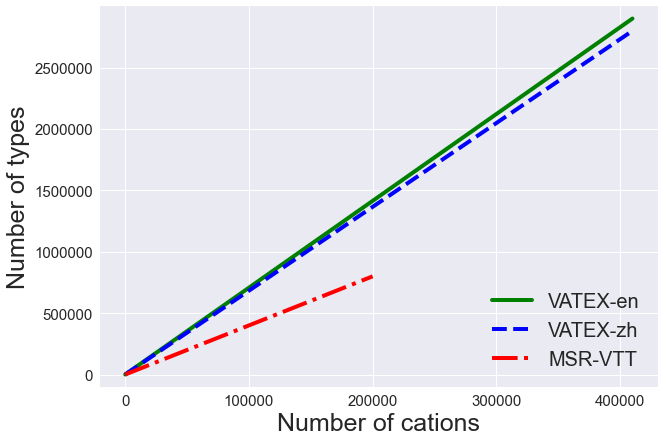 Number of types
2500000
2000000
1500000
1000000
500000
0
0 100000 200000 300000 400000
Number of cations
VATEX-en
VATEX-zh
MSR-VTT